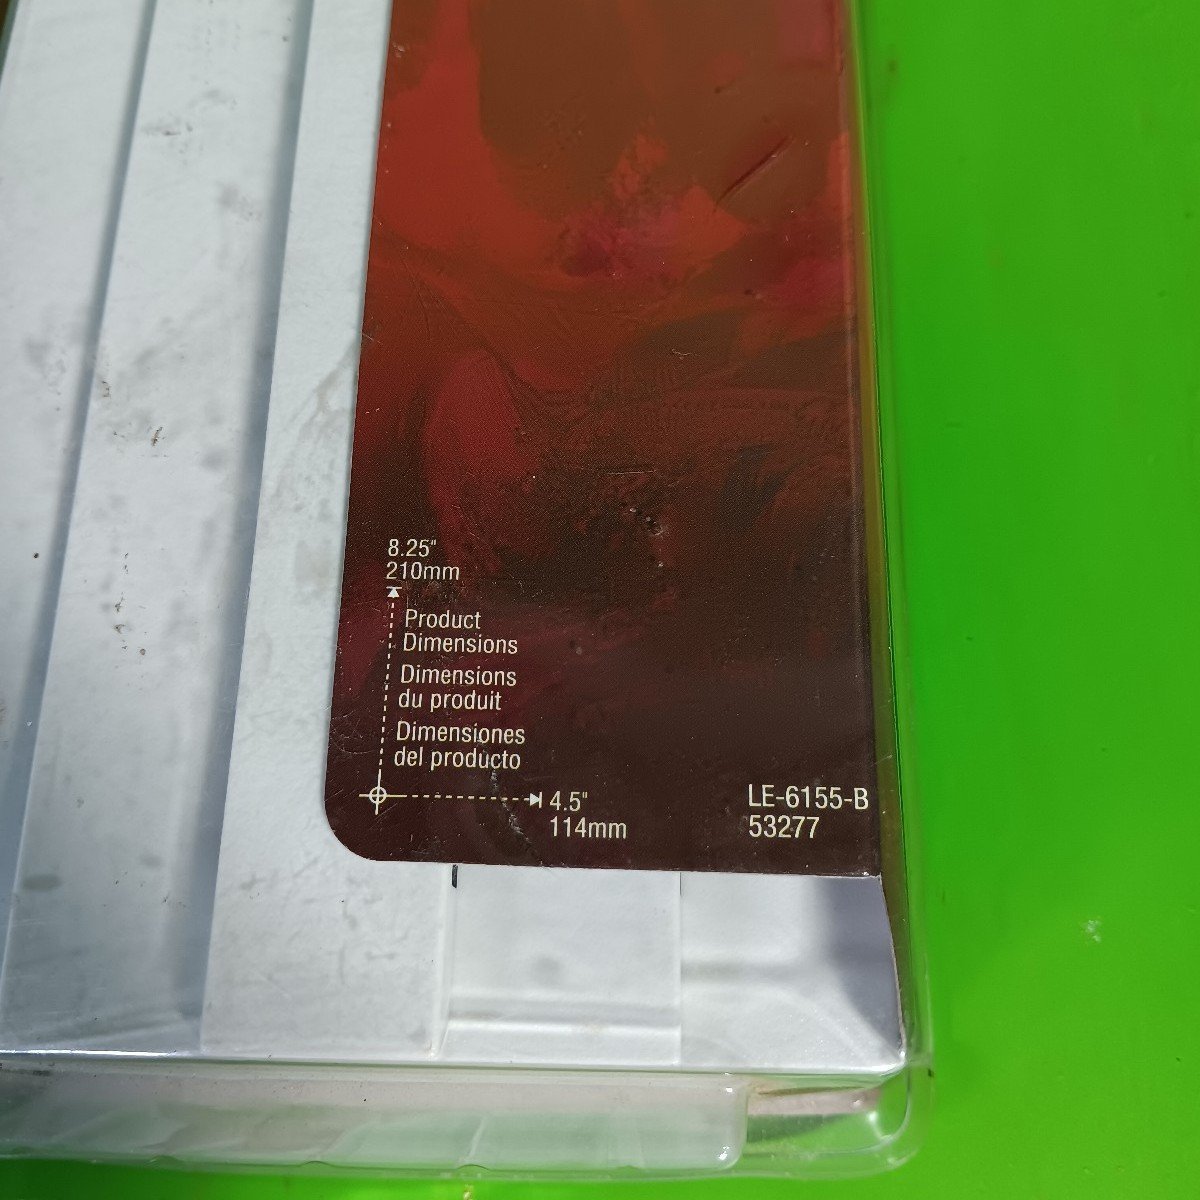 8.25"
210mm
Product
Dimensions
Dimensions
du produit
Dimensiones
del producto
4.5"
114mm
LE-6155-B
53277